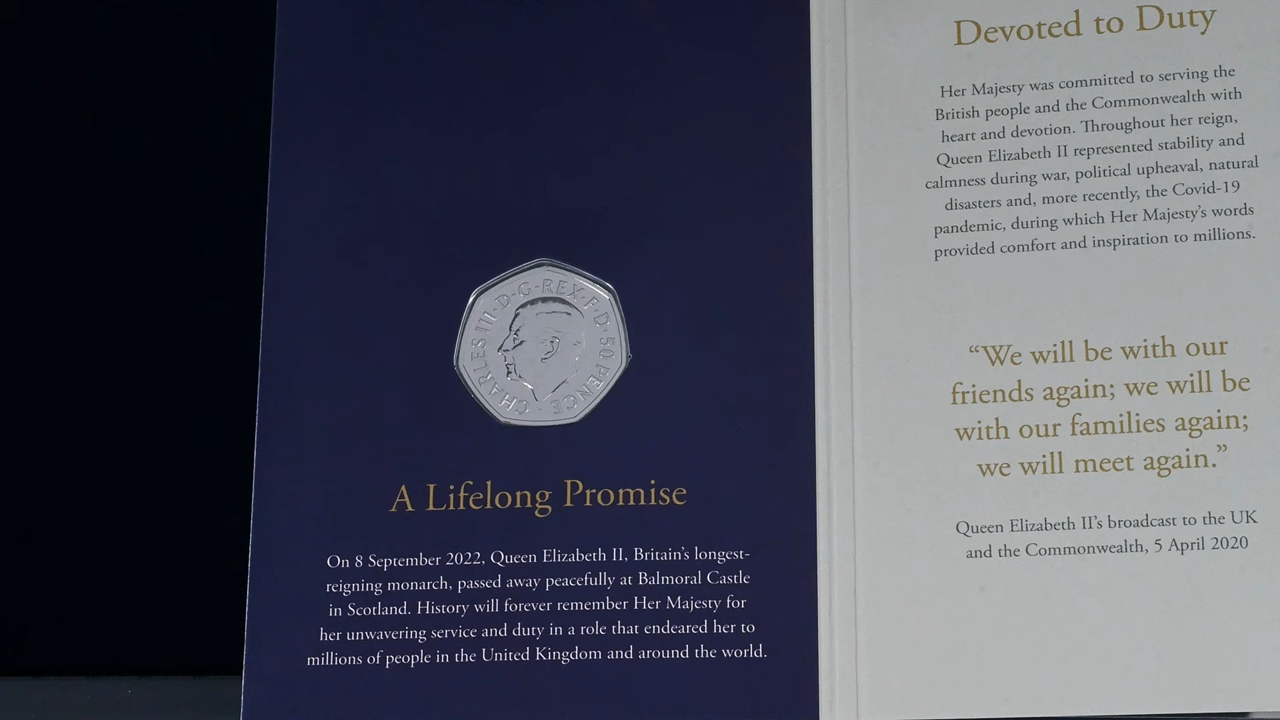 CHARLES III · D · G · REX · F · D · 50 PENCE
A Lifelong Promise
On 8 September 2022, Queen Elizabeth II, Britain's longest-
reigning monarch, passed away peacefully at Balmoral Castle
in Scotland. History will forever remember Her Majesty for
her unwavering service and duty in a role that endeared her to
millions of people in the United Kingdom and around the world.
Devoted to Duty
Her Majesty was committed to serving the
British people and the Commonwealth with
heart and devotion. Throughout her reign,
Queen Elizabeth II represented stability and
calmness during war, political upheaval, natural
disasters and, more recently, the Covid-19
pandemic, during which Her Majesty's words
provided comfort and inspiration to millions.
“We will be with our
friends again; we will be
with our families again;
we will meet again.”
Queen Elizabeth II's broadcast to the UK
and the Commonwealth, 5 April 2020